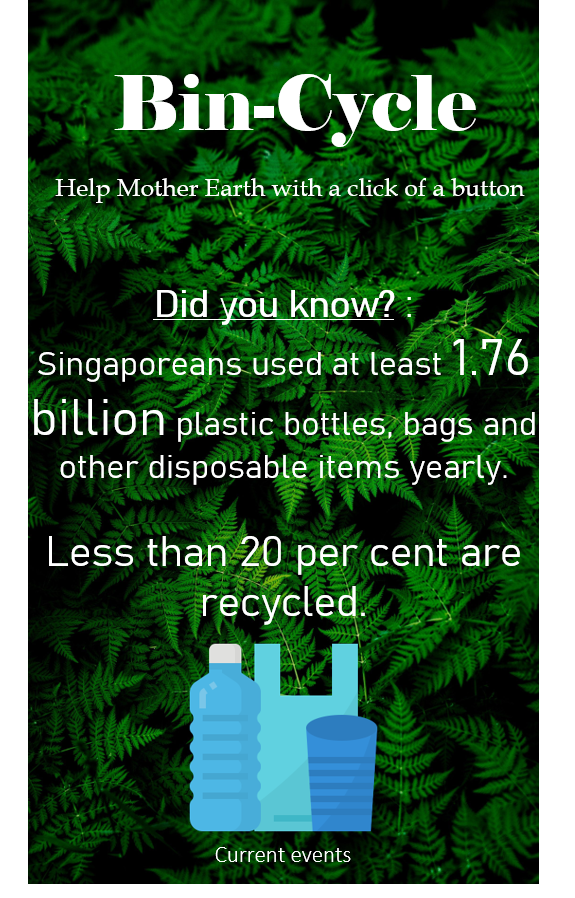 Bin-Cycle
Help Mother Earth with a click of a button
Did you know? :
Singaporeans used at least 1.76
billion plastic bottles, bags and
other disposable items yearly.
Less than 20 per cent are
recycled.
Current events